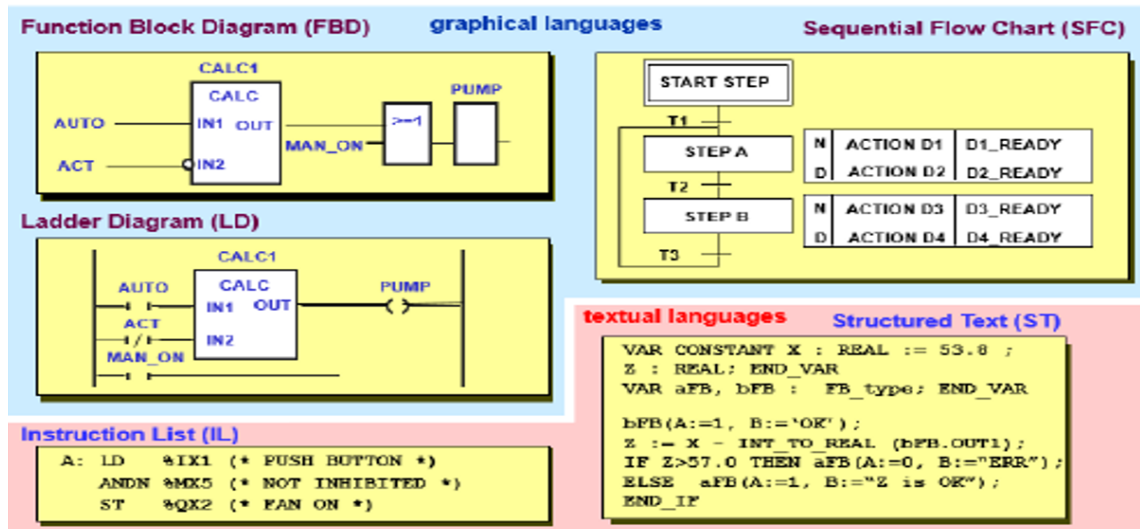 graphical languages
Function Block Diagram (FBD)
CALC1
CALC
AUTO
IN1 OUT
ACT
IN2
MAN_ON
>=1
PUMP
Sequential Flow Chart (SFC)
START STEP
T1
STEP A
N ACTION D1 D1_READY
D ACTION D2 D2_READY
T2
STEP B
N ACTION D3 D3_READY
D ACTION D4 D4_READY
T3
Ladder Diagram (LD)
CALC1
AUTO
CALC
IN1 OUT
PUMP
ACT
IN2
MAN_ON
textual languages
Structured Text (ST)
VAR CONSTANT X : REAL := 53.8 ;
Z : REAL; END_VAR
VAR aFB, bFB : FB_type; END_VAR
bFB(A:=1, B:=‘OK’);
Z := X - INT_TO_REAL (bFB.OUT1);
IF Z>57.0 THEN aFB(A:=0, B:=“ERR”);
ELSE aFB(A:=1, B:=“Z is OK”);
END_IF
Instruction List (IL)
A: LD %IX1 (* PUSH BUTTON *)
ANDN %MX5 (* NOT INHIBITED *)
ST %QX2 (* FAN ON *)